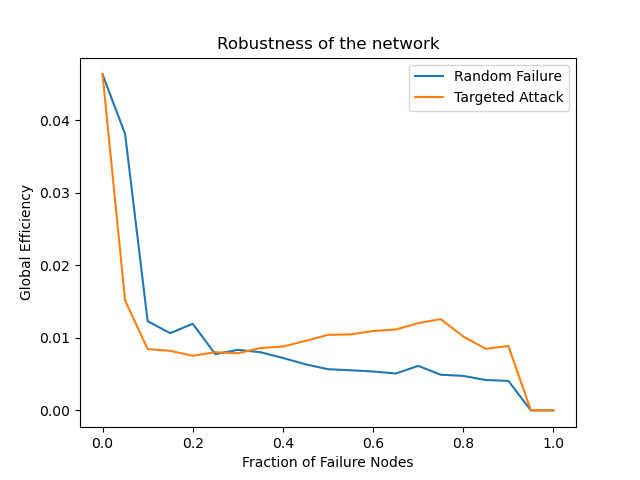 Robustness of the network
Random Failure
Targeted Attack
Global Efficiency
0.04
0.03
0.02
0.01
0.00
0.0 0.2 0.4 0.6 0.8 1.0
Fraction of Failure Nodes